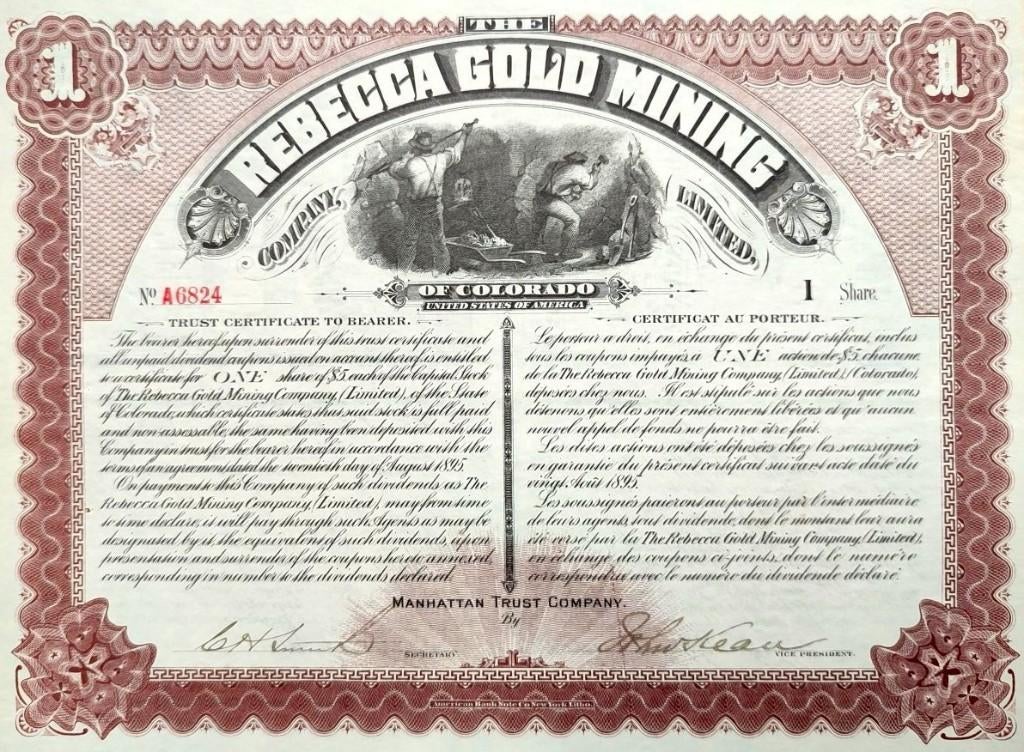 THE
REBECCA GOLD MINING
COMPANY, LIMITED,
OF COLORADO
UNITED STATES OF AMERICA
1
1
No A6824
1 Share.
TRUST CERTIFICATE TO BEARER.
The bearer hereof upon surrender of this trust certificate and
all unpaid dividend coupons issued on account thereof is entitled
to a certificate for ONE share of $5. each of the Capital Stock
of The Rebecca Gold Mining Company, (Limited), of the State
of Colorado, which certificate states that said stock is full paid
and non-assessable, the same having been deposited with this
Company in trust for the bearer hereof in accordance with the
terms of an agreement dated the twentieth day of August 1895.
On payment to this Company of such dividends as The
Rebecca Gold Mining Company, (Limited), may from time
to time declare, it will pay through such Agents as may be
designated by it, the equivalent of such dividends, upon
presentation and surrender of the coupons hereto annexed,
corresponding in number to the dividends declared.
CERTIFICAT AU PORTEUR.
Le porteur a droit, en échange du présent certificat, inclus
tous les coupons impayés, a UNE action de $5. chacune
de la The Rebecca Gold Mining Company, (Limited), (Colorado),
déposées chez nous. Il est stipulé sur les actions que nous
détenons qu'elles sont entièrement libérées et qu'aucun
nouvel appel de fonds ne pourra être fait.
Les dites actions ont été déposées chez les soussignés
en garantie du présent certificat suivant acte daté du
vingt Août 1895.
Les soussignés paieront au porteur par l'entermédiaire
de leurs agents, tout dividende, dont le montant leur aura
été versé par la The Rebecca Gold Mining Company, (Limited),
en échange des coupons ci-joints, dont le numéro
correspondra avec le numéro du dividende déclaré.
MANHATTAN TRUST COMPANY.
By
SECRETARY.
John Kean
VICE PRESIDENT.
American Bank Note Co New York Litho.